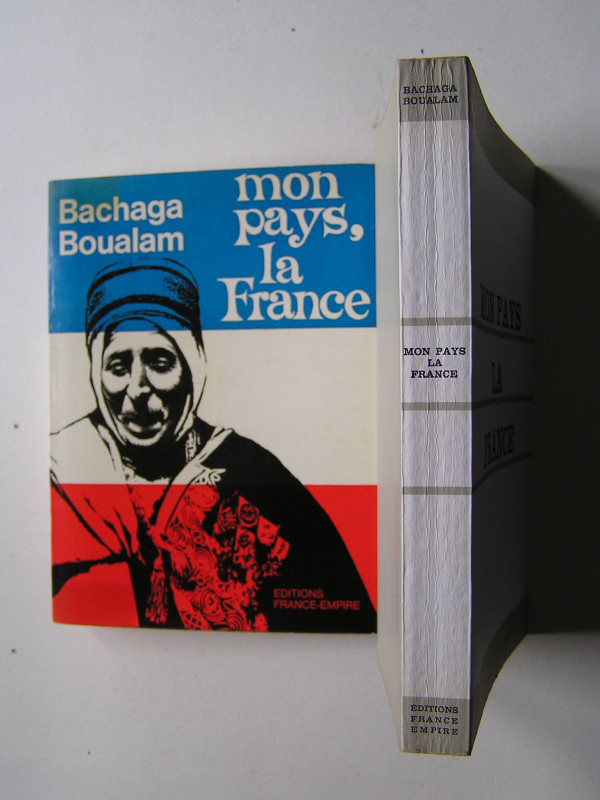 Bachaga
Boualam
mon
pays,
la
France
EDITIONS
FRANCE-EMPIRE
BACHAGA
BOUALAM
MON PAYS
LA
FRANCE
ÉDITIONS
FRANCE
EMPIRE
MON PAYS
LA
FRANCE